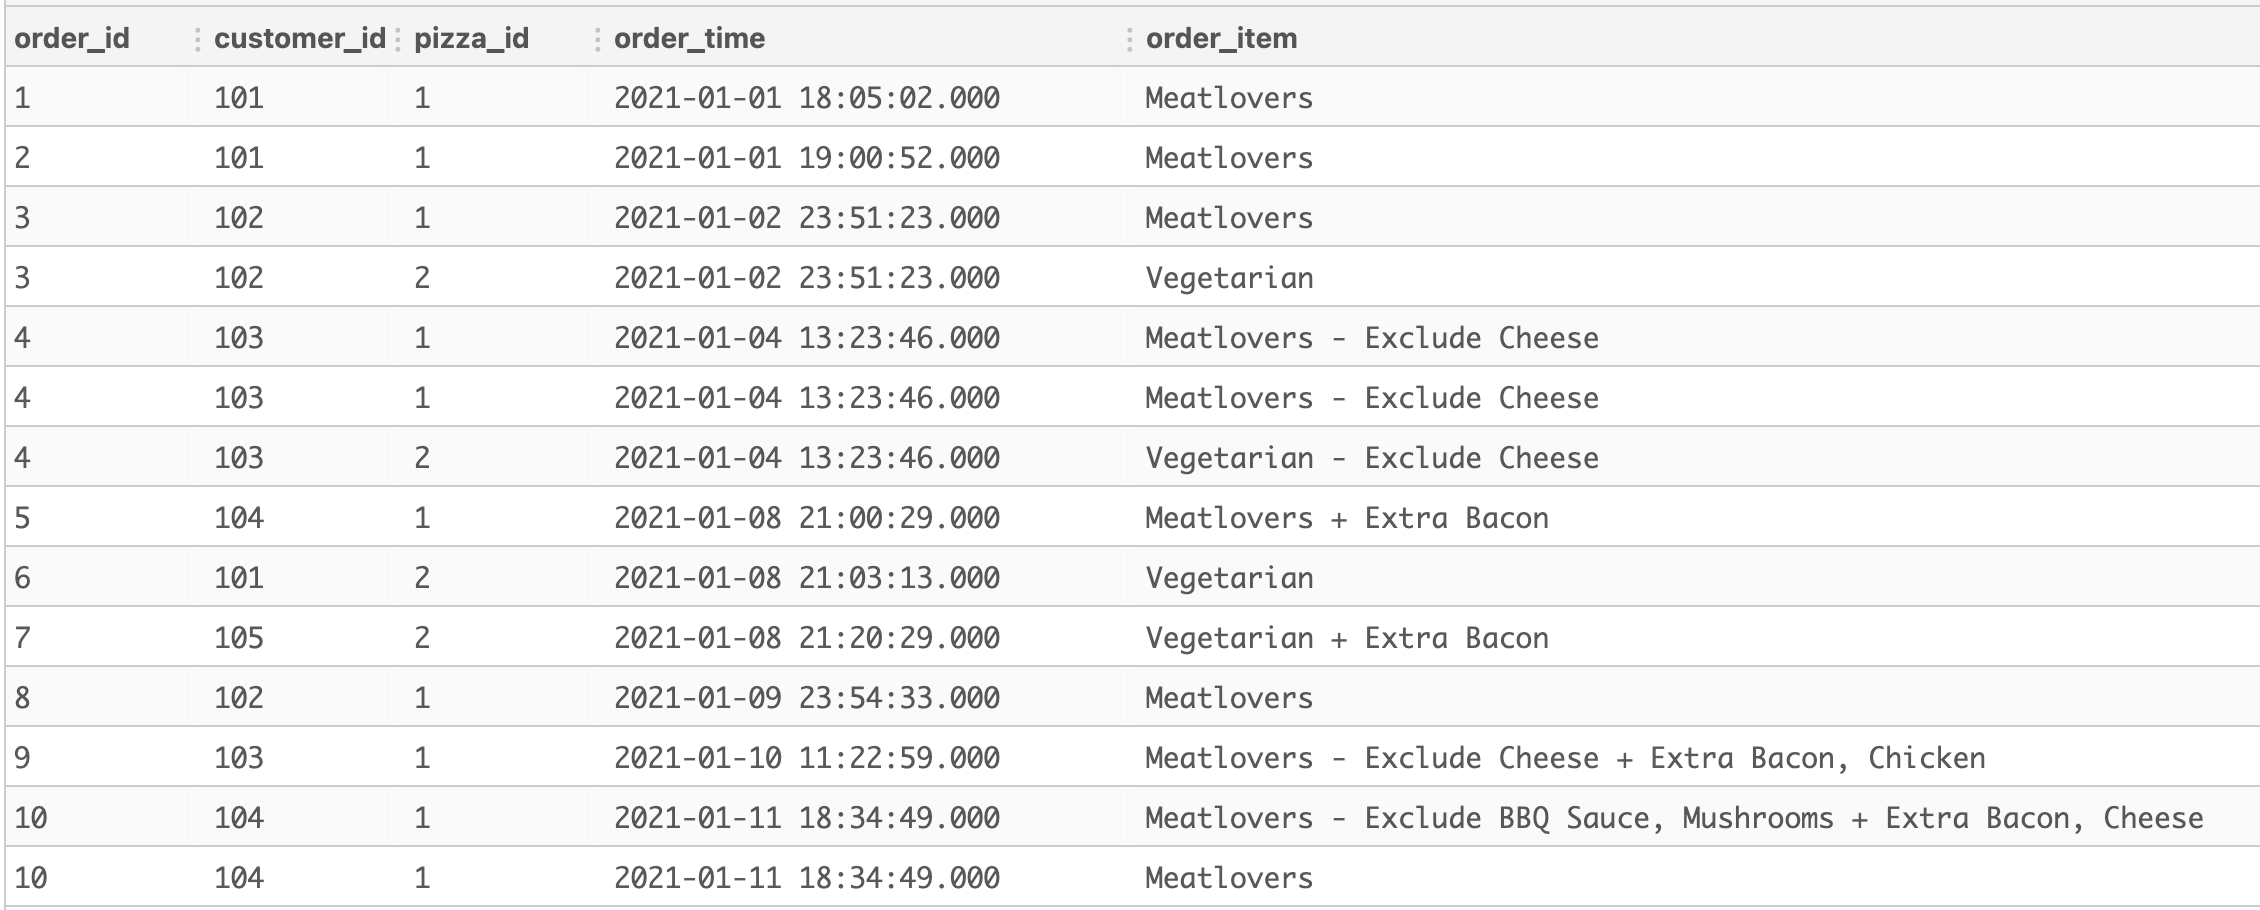 order_id customer_id pizza_id order_time order_item
1 101 1 2021-01-01 18:05:02.000 Meatlovers
2 101 1 2021-01-01 19:00:52.000 Meatlovers
3 102 1 2021-01-02 23:51:23.000 Meatlovers
3 102 2 2021-01-02 23:51:23.000 Vegetarian
4 103 1 2021-01-04 13:23:46.000 Meatlovers - Exclude Cheese
4 103 1 2021-01-04 13:23:46.000 Meatlovers - Exclude Cheese
4 103 2 2021-01-04 13:23:46.000 Vegetarian - Exclude Cheese
5 104 1 2021-01-08 21:00:29.000 Meatlovers + Extra Bacon
6 101 2 2021-01-08 21:03:13.000 Vegetarian
7 105 2 2021-01-08 21:20:29.000 Vegetarian + Extra Bacon
8 102 1 2021-01-09 23:54:33.000 Meatlovers
9 103 1 2021-01-10 11:22:59.000 Meatlovers - Exclude Cheese + Extra Bacon, Chicken
10 104 1 2021-01-11 18:34:49.000 Meatlovers - Exclude BBQ Sauce, Mushrooms + Extra Bacon, Cheese
10 104 1 2021-01-11 18:34:49.000 Meatlovers